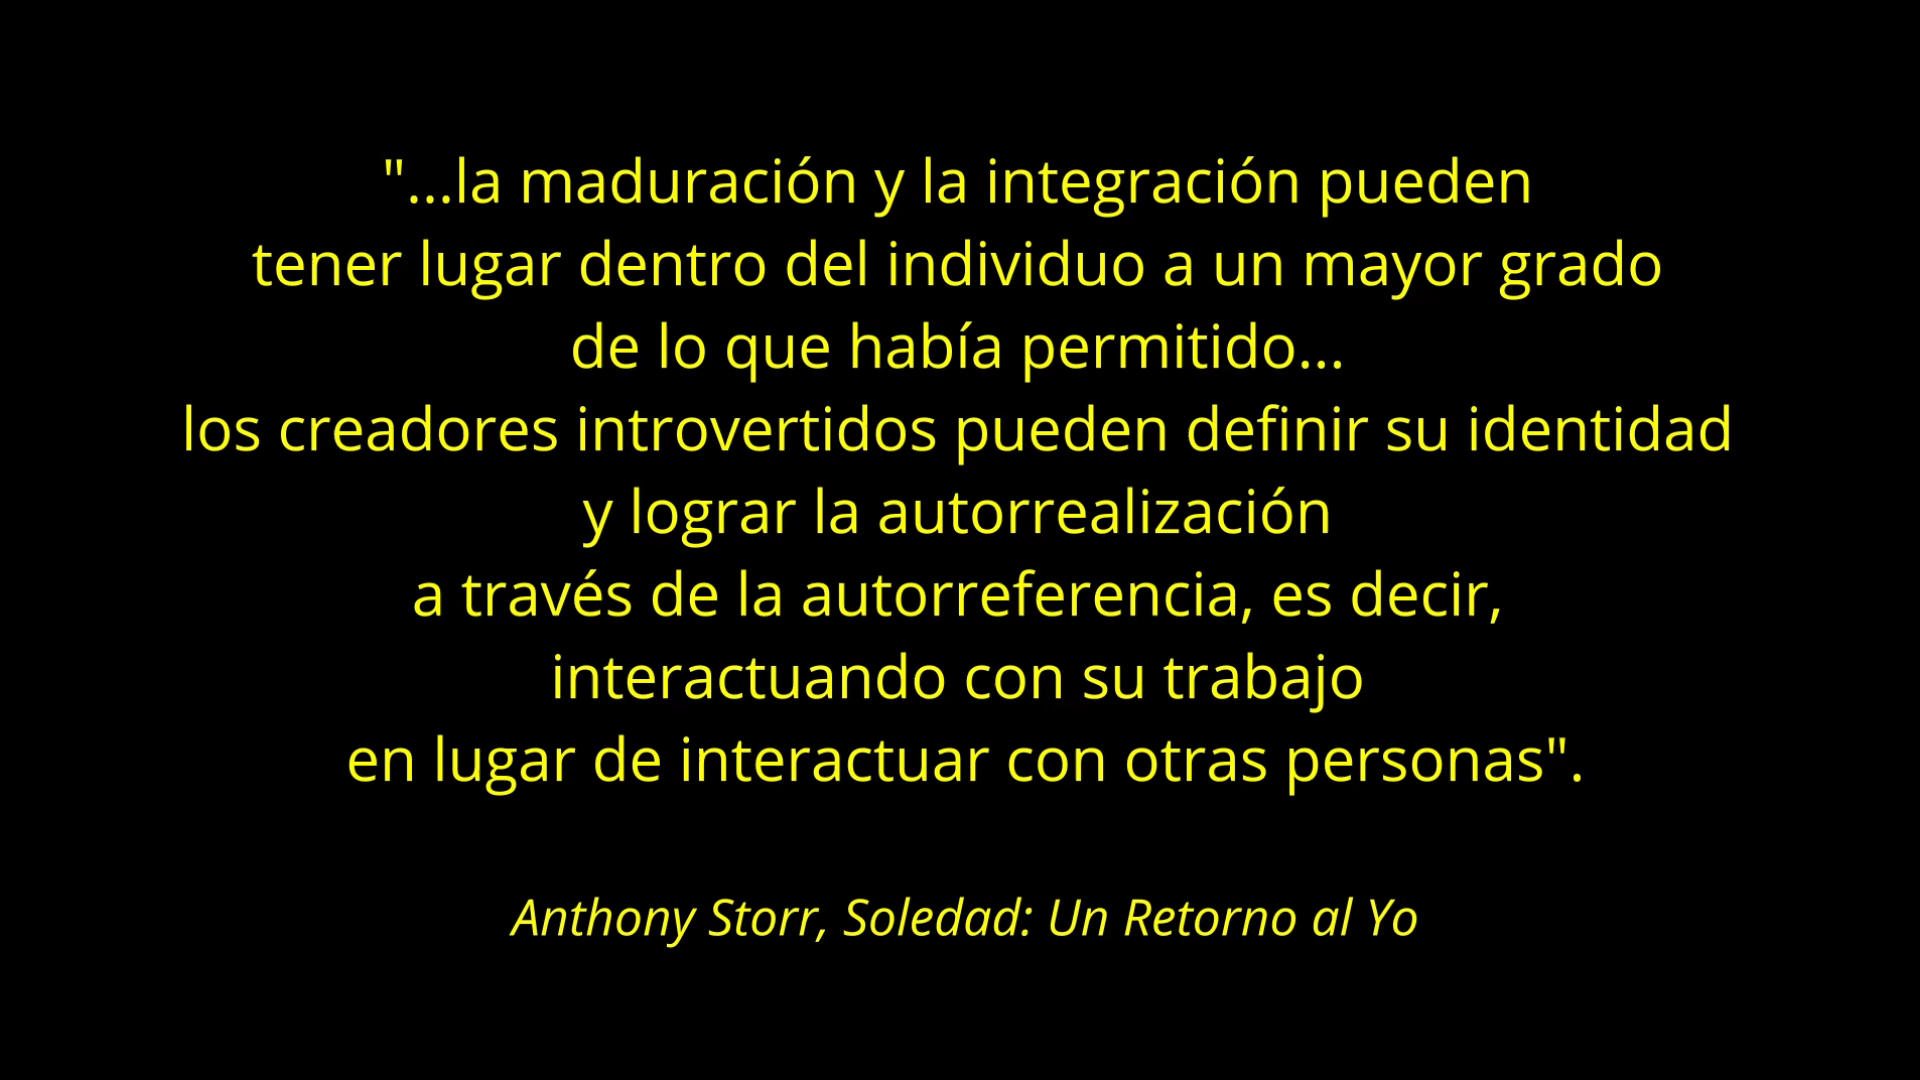 "...la maduración y la integración pueden
tener lugar dentro del individuo a un mayor grado
de lo que había permitido...
los creadores introvertidos pueden definir su identidad
y lograr la autorrealización
a través de la autorreferencia, es decir,
interactuando con su trabajo
en lugar de interactuar con otras personas".
Anthony Storr, Soledad: Un Retorno al Yo